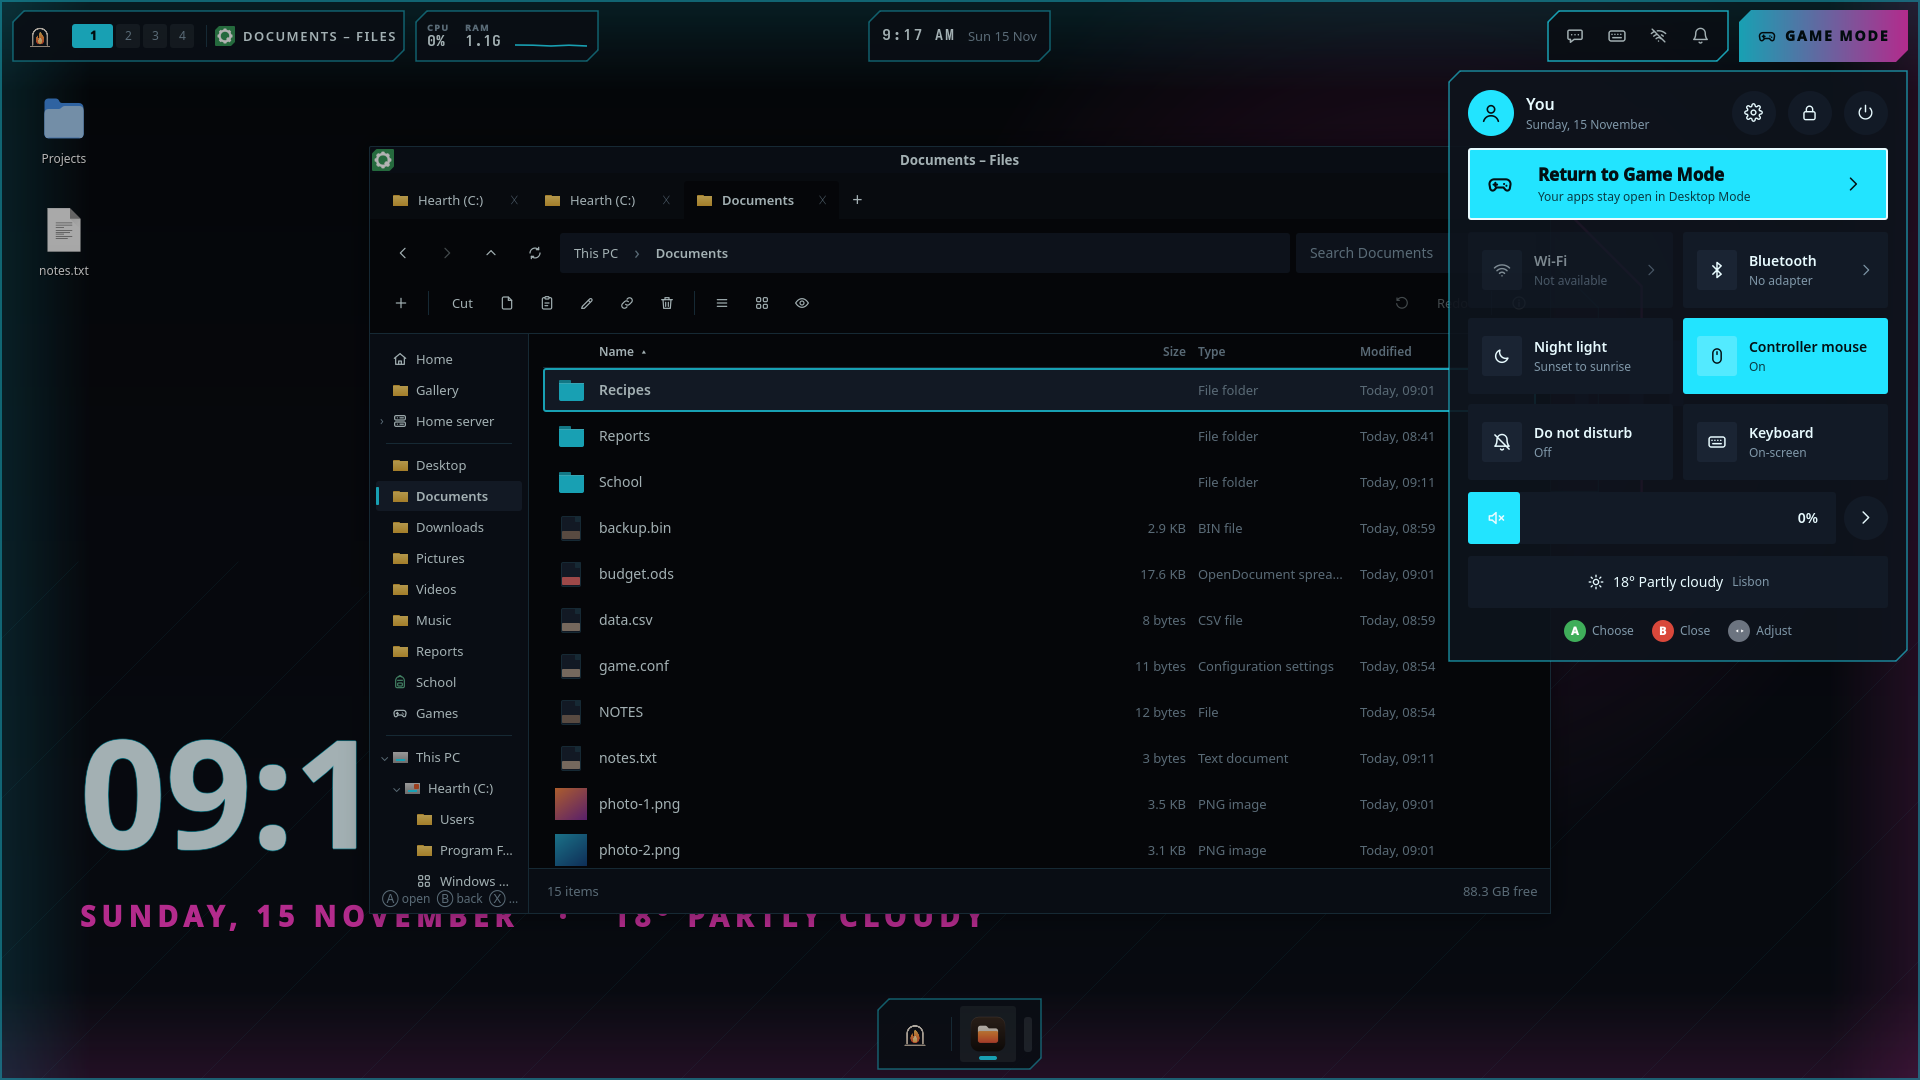 1 2 3 4 DOCUMENTS – FILES
CPU 0% RAM 1.1G
9:17 AM Sun 15 Nov
GAME MODE
Projects
notes.txt
Documents – Files
Hearth (C:) X Hearth (C:) X Documents X +
This PC › Documents
Search Documents
Cut
Home
Gallery
Home server
Desktop
Documents
Downloads
Pictures
Videos
Music
Reports
School
Games
This PC
Hearth (C:)
Users
Program F...
Windows ...
A open B back X ...
Name Size Type Modified
Recipes File folder Today, 09:01
Reports File folder Today, 08:41
School File folder Today, 09:11
backup.bin 2.9 KB BIN file Today, 08:59
budget.ods 17.6 KB OpenDocument sprea... Today, 09:01
data.csv 8 bytes CSV file Today, 08:59
game.conf 11 bytes Configuration settings Today, 08:54
NOTES 12 bytes File Today, 08:54
notes.txt 3 bytes Text document Today, 09:11
photo-1.png 3.5 KB PNG image Today, 09:01
photo-2.png 3.1 KB PNG image Today, 09:01
15 items 88.3 GB free
You
Sunday, 15 November
Return to Game Mode
Your apps stay open in Desktop Mode
Wi-Fi
Not available
Bluetooth
No adapter
Night light
Sunset to sunrise
Controller mouse
On
Do not disturb
Off
Keyboard
On-screen
0%
18° Partly cloudy Lisbon
A Choose B Close Adjust
09:1
SUNDAY, 15 NOVEMBER · 18° PARTLY CLOUDY